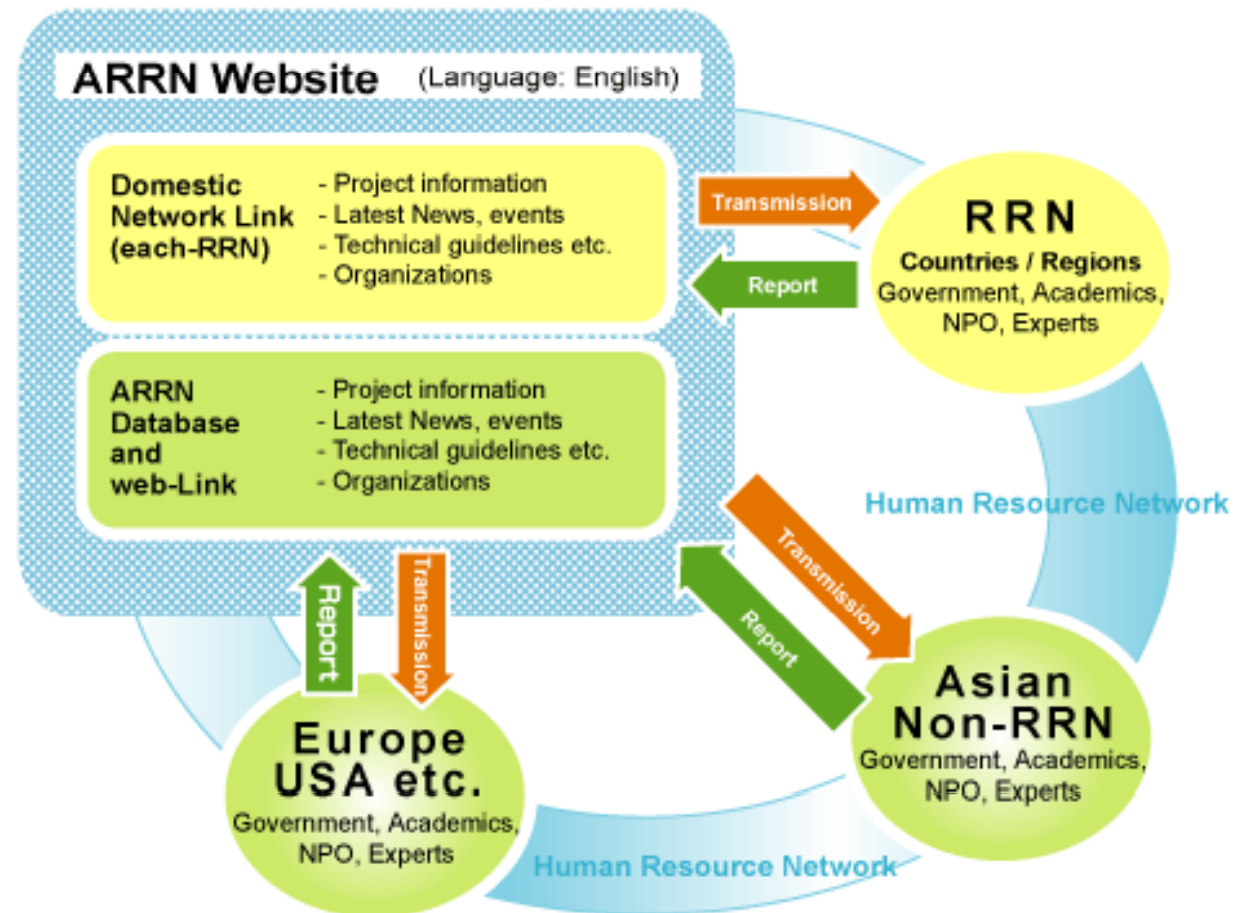 ARRN Website (Language: English)
Domestic
Network Link
(each-RRN)
- Project information
- Latest News, events
- Technical guidelines etc.
- Organizations
ARRN
Database
and
web-Link
- Project information
- Latest News, events
- Technical guidelines etc.
- Organizations
Transmission
Report
RRN
Countries / Regions
Government, Academics,
NPO, Experts
Human Resource Network
Transmission
Report
Asian
Non-RRN
Government, Academics,
NPO, Experts
Report
Transmission
Europe
USA etc.
Government, Academics,
NPO, Experts
Human Resource Network